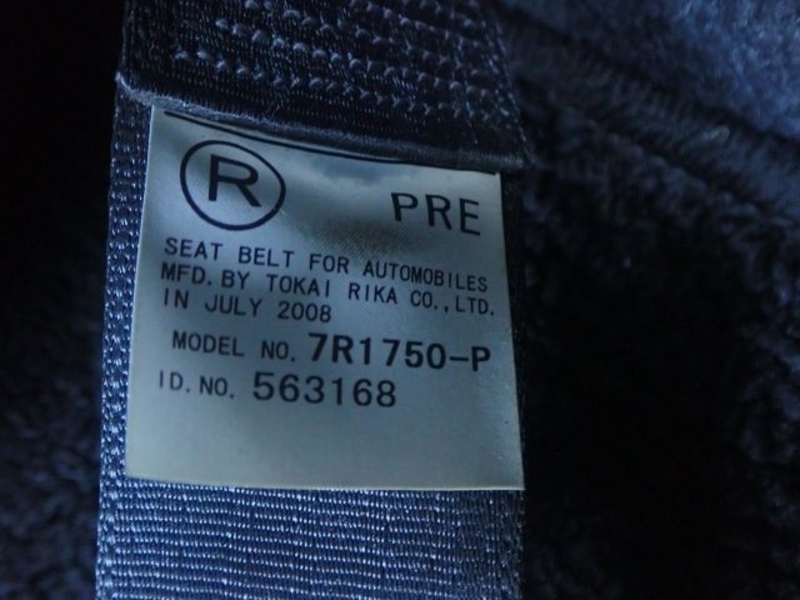 R PRE
SEAT BELT FOR AUTOMOBILES
MFD. BY TOKAI RIKA CO., LTD.
IN JULY 2008
MODEL NO. 7R1750-P
ID. NO. 563168